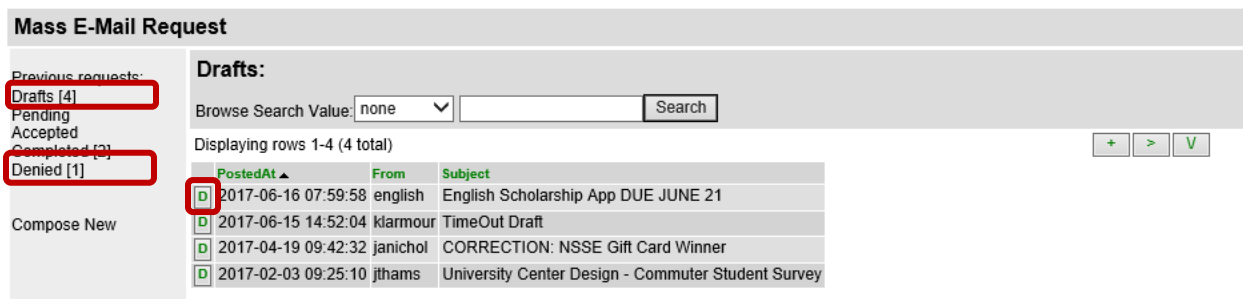 Mass E-Mail Request
Previous requests:
Drafts [4]
Pending
Accepted
Completed [2]
Denied [1]
Compose New
Drafts:
Browse Search Value: none Search
Displaying rows 1-4 (4 total)
+ > V
PostedAt From Subject
D 2017-06-16 07:59:58 english English Scholarship App DUE JUNE 21
D 2017-06-15 14:52:04 klarmour TimeOut Draft
D 2017-04-19 09:42:32 janichol CORRECTION: NSSE Gift Card Winner
D 2017-02-03 09:25:10 jthams University Center Design - Commuter Student Survey